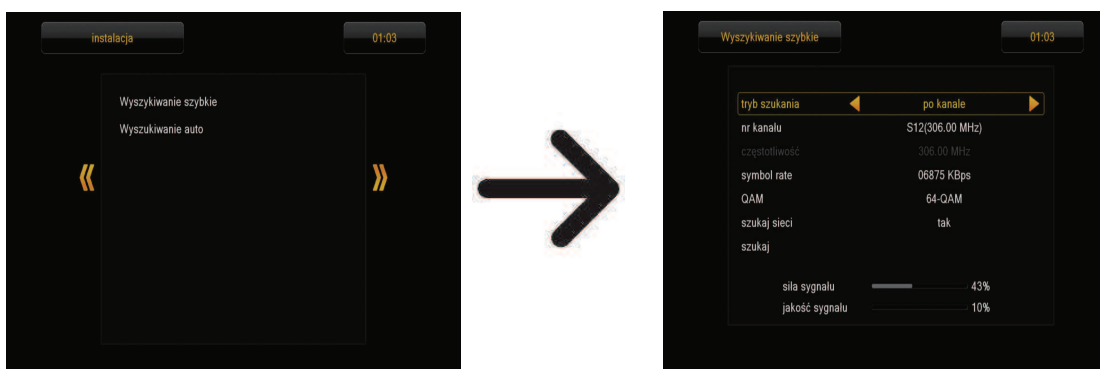 instalacja 01:03
Wyszykiwanie szybkie
Wyszukiwanie auto
Wyszykiwanie szybkie 01:03
tryb szukania po kanale
nr kanału S12(306.00 MHz)
częstotliwość 306.00 MHz
symbol rate 06875 KBps
QAM 64-QAM
szukaj sieci tak
szukaj
siła sygnału 43%
jakość sygnału 10%